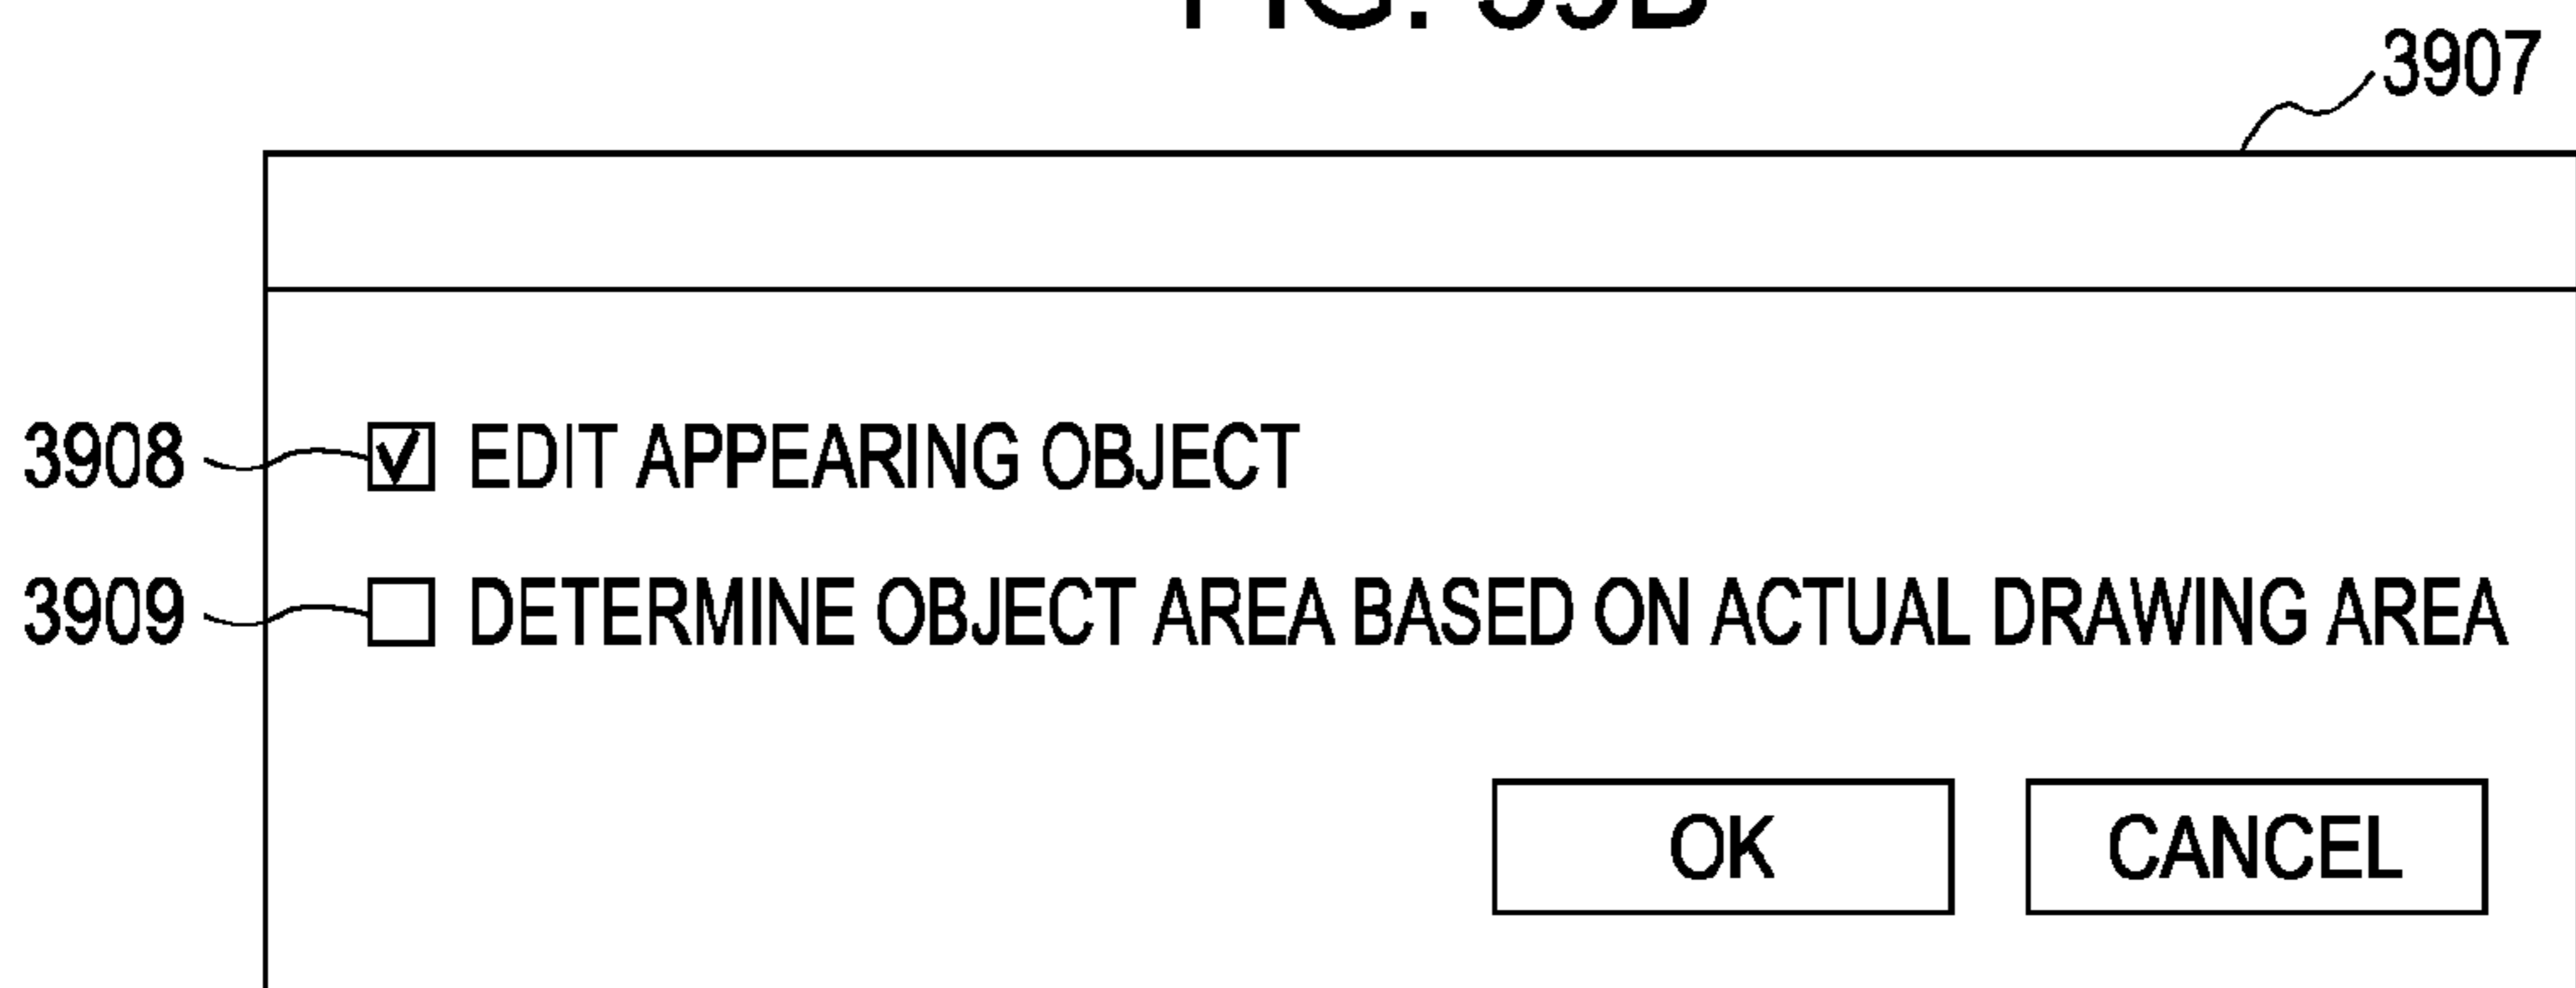 3907
3908 EDIT APPEARING OBJECT
3909 DETERMINE OBJECT AREA BASED ON ACTUAL DRAWING AREA
OK CANCEL